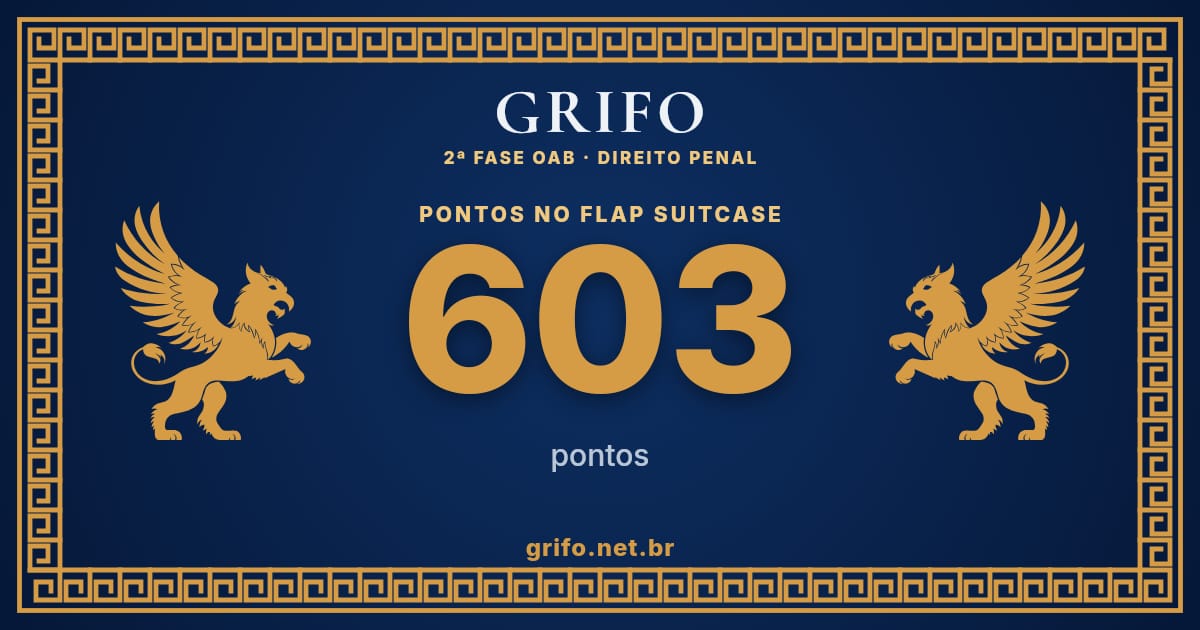 GRIFO
2ª FASE OAB · DIREITO PENAL
PONTOS NO FLAP SUITCASE
603
pontos
grifo.net.br